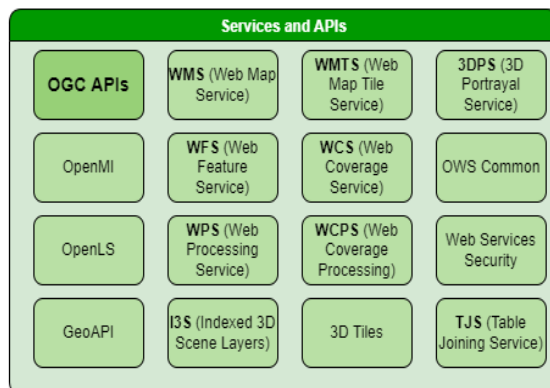 Services and APIs
OGC APIs
WMS (Web Map
Service)
WMTS (Web
Map Tile
Service)
3DPS (3D
Portrayal
Service)
OpenMI
WFS (Web
Feature
Service)
WCS (Web
Coverage
Service)
OWS Common
OpenLS
WPS (Web
Processing
Service)
WCPS (Web
Coverage
Processing)
Web Services
Security
GeoAPI
I3S (Indexed 3D
Scene Layers)
3D Tiles
TJS (Table
Joining Service)